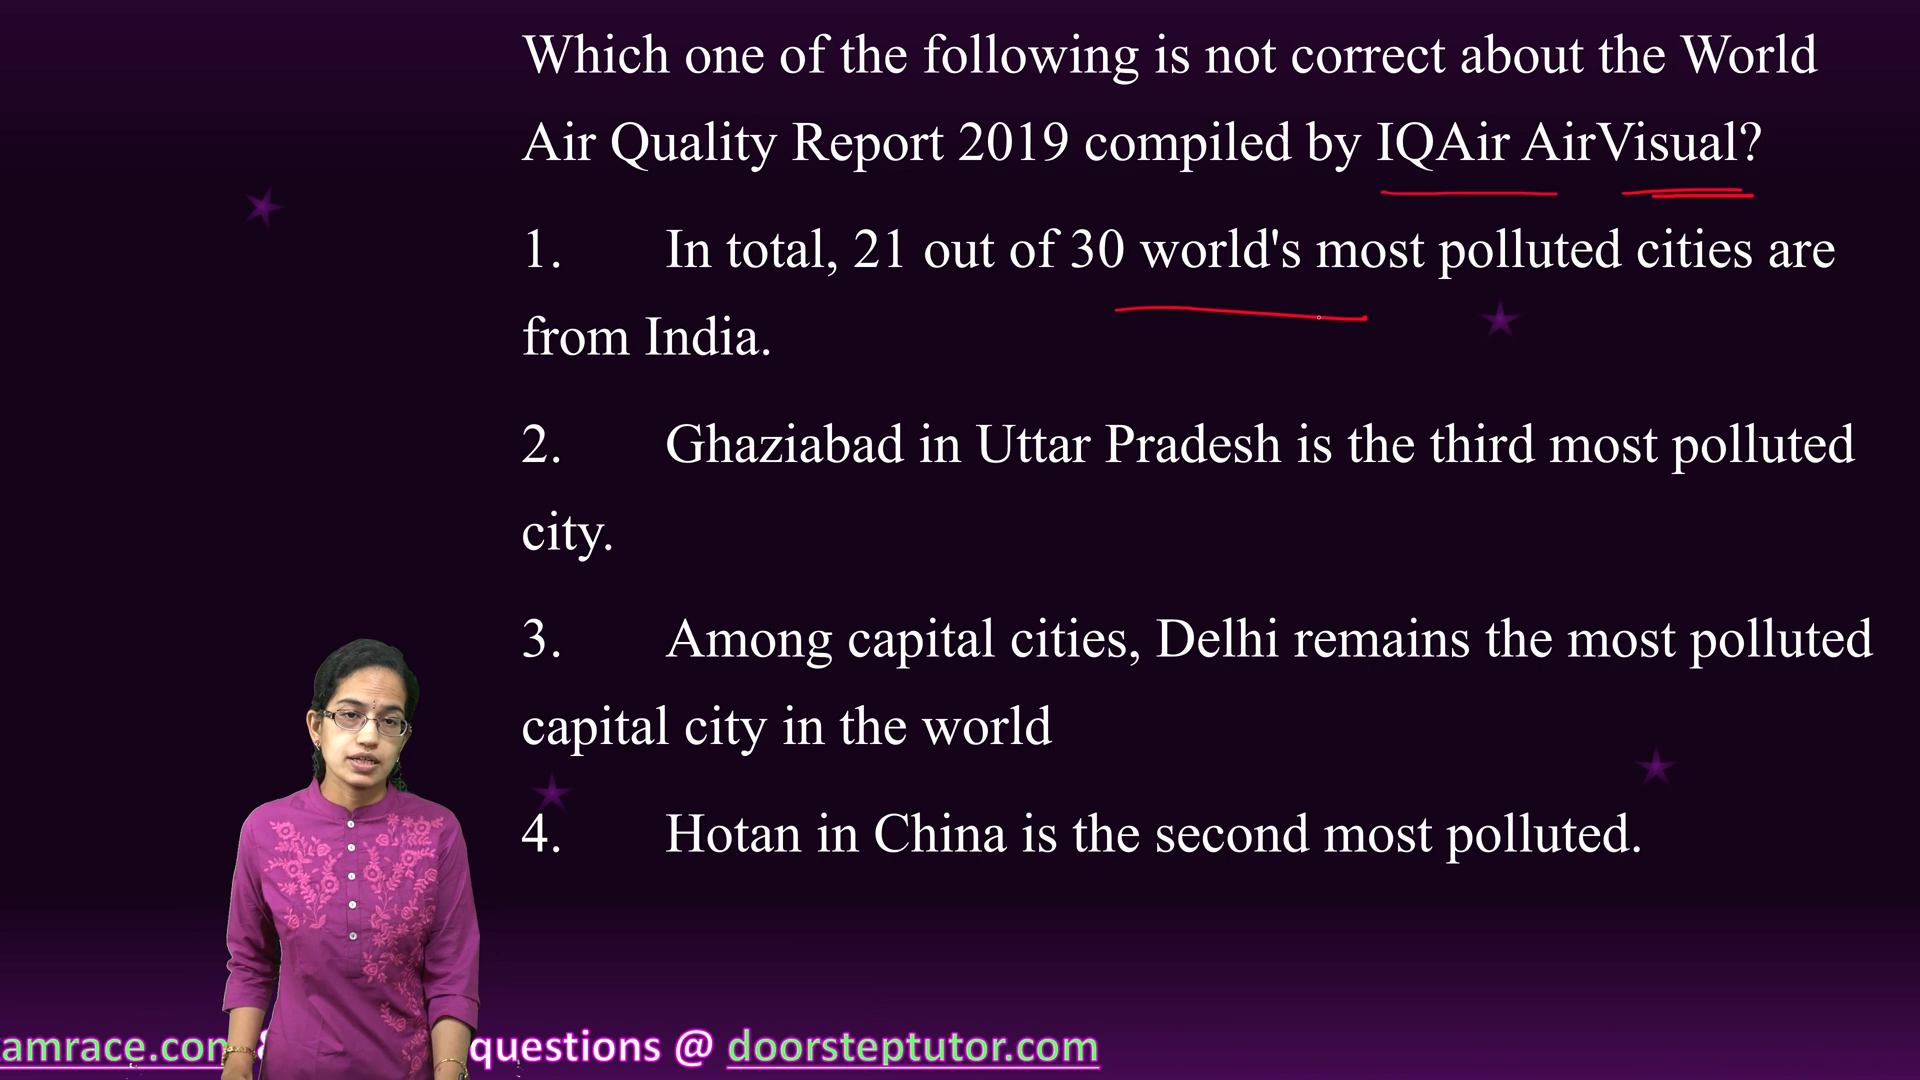 Which one of the following is not correct about the World
Air Quality Report 2019 compiled by IQAir AirVisual?
1. In total, 21 out of 30 world's most polluted cities are
from India.
2. Ghaziabad in Uttar Pradesh is the third most polluted
city.
3. Among capital cities, Delhi remains the most polluted
capital city in the world
4. Hotan in China is the second most polluted.
questions @ doorsteptutor.com